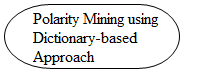 Polarity Mining using
Dictionary-based
Approach